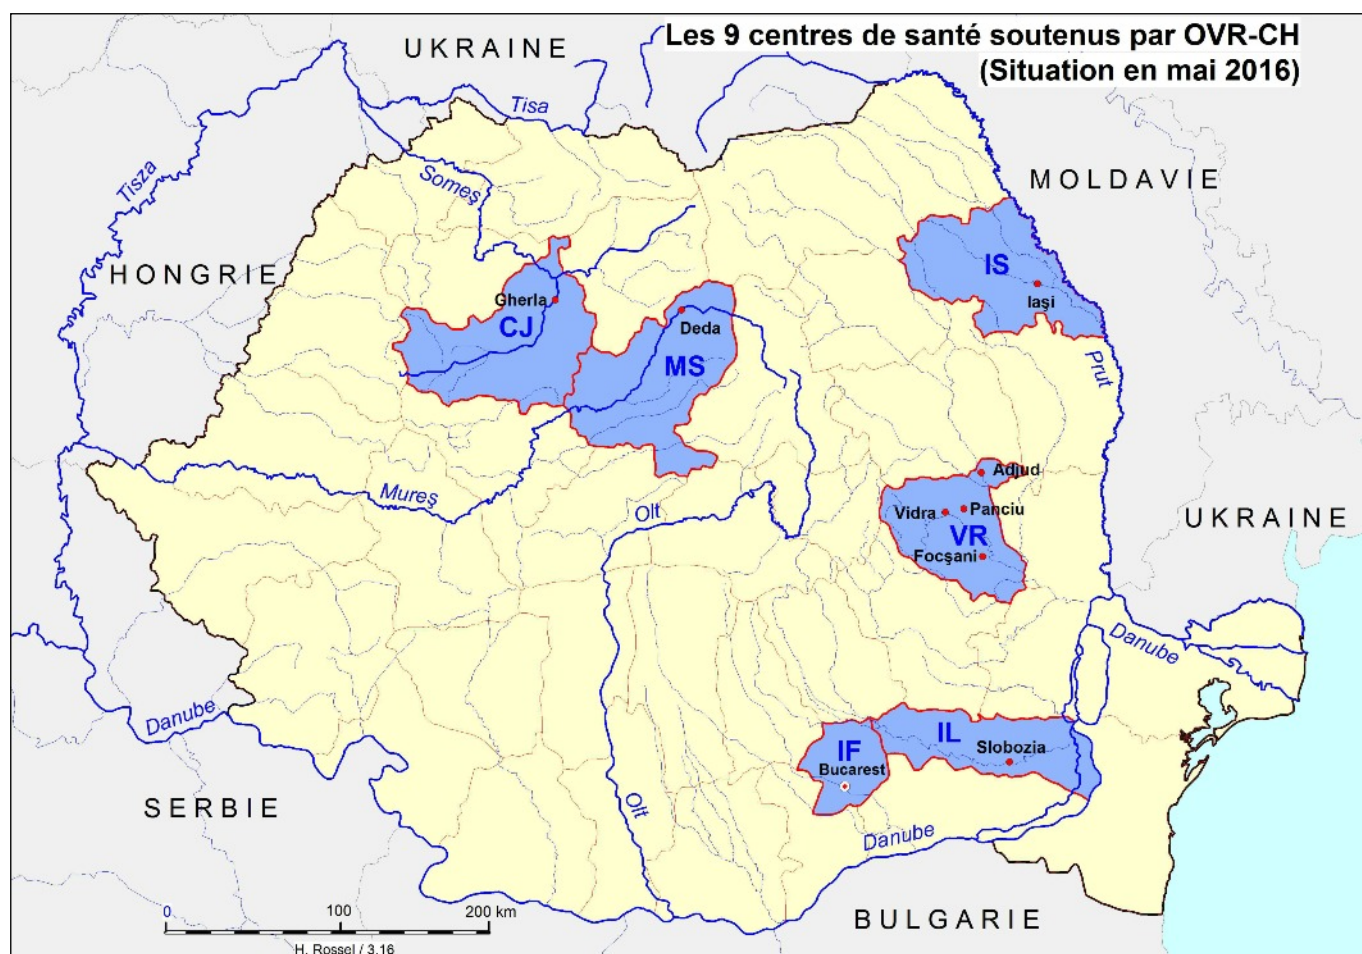 Les 9 centres de santé soutenus par OVR-CH
(Situation en mai 2016)
UKRAINE
Tisa
Tisza
Someş
MOLDAVIE
HONGRIE
IS
Iaşi
Gherla
CJ
Deda
MS
Prut
Adjud
Mureş
Olt
Vidra
Panciu
VR
Focşani
UKRAINE
Danube
Danube
IL
IF
Slobozia
Bucarest
SERBIE
Olt
Danube
BULGARIE
0 100 200 km
H. Rossel / 3.16